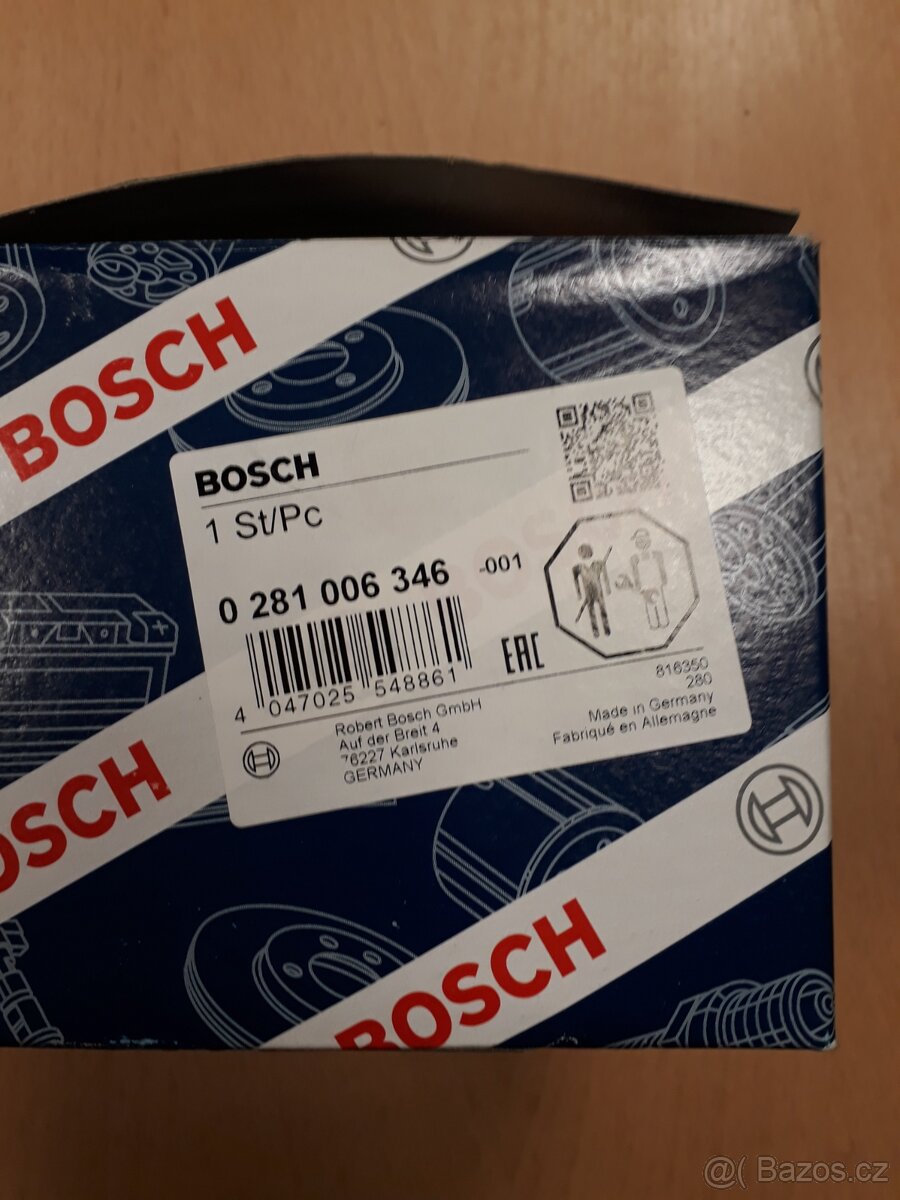 BOSCH
BOSCH
1 St/Pc
0 281 006 346 -001
4 047025 548861
EAC
816350
280
Robert Bosch GmbH
Auf der Breit 4
76227 Karlsruhe
GERMANY
Made in Germany
Fabriqué en Allemagne
BOSCH
BOSCH
@( Bazos.cz